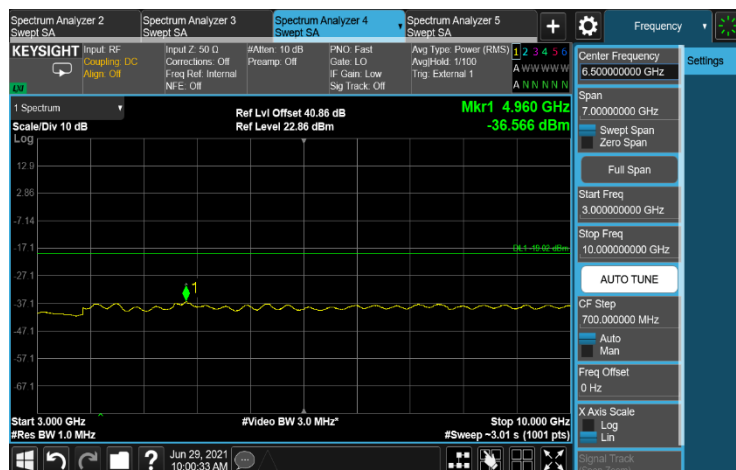 Spectrum Analyzer 2
Swept SA
Spectrum Analyzer 3
Swept SA
Spectrum Analyzer 4
Swept SA
Spectrum Analyzer 5
Swept SA
+
Frequency
KEYSIGHT
LXI
Input: RF
Coupling: DC
Align: Off
Input Z: 50 Ω
Corrections: Off
Freq Ref: Internal
NFE: Off
#Atten: 10 dB
Preamp: Off
PNO: Fast
Gate: LO
IF Gain: Low
Sig Track: Off
Avg Type: Power (RMS)
Avg|Hold: 1/100
Trig: External 1
1 2 3 4 5 6
A W W W W W
A N N N N N
1 Spectrum
Scale/Div 10 dB
Log
Ref Lvl Offset 40.86 dB
Ref Level 22.86 dBm
Mkr1 4.960 GHz
-36.566 dBm
12.9
2.86
-7.14
-17.1
DL1 -19.02 dBm
-27.1
1
-37.1
-47.1
-57.1
-67.1
Start 3.000 GHz
#Res BW 1.0 MHz
#Video BW 3.0 MHz*
Stop 10.000 GHz
#Sweep ~3.01 s (1001 pts)
Center Frequency
6.500000000 GHz
Span
7.00000000 GHz
Swept Span
Zero Span
Full Span
Start Freq
3.000000000 GHz
Stop Freq
10.000000000 GHz
AUTO TUNE
CF Step
700.000000 MHz
Auto
Man
Freq Offset
0 Hz
X Axis Scale
Log
Lin
Signal Track
Settings
?
Jun 29, 2021
10:00:33 AM